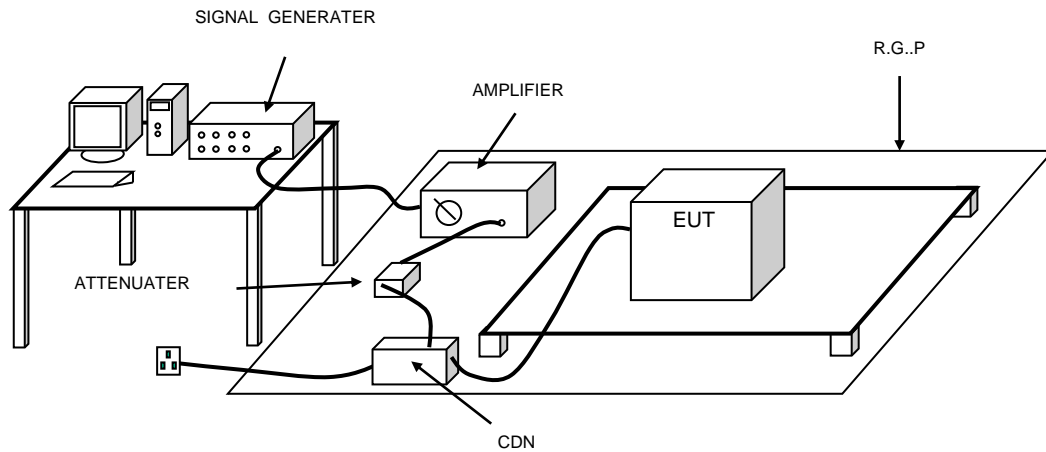 SIGNAL GENERATER
R.G..P
AMPLIFIER
EUT
ATTENUATER
CDN